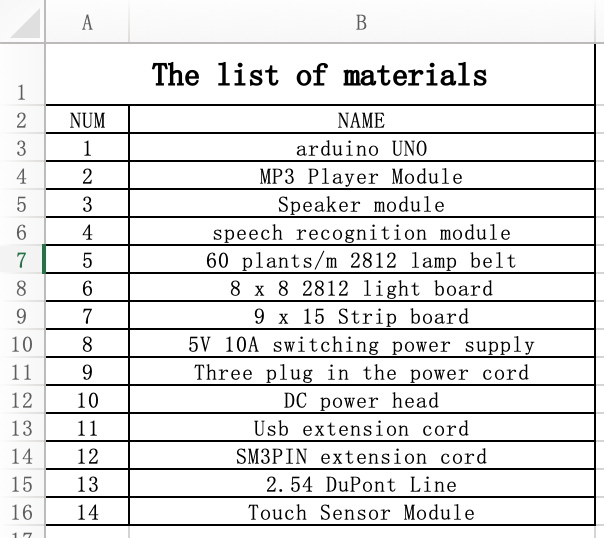 A B
1 The list of materials
2 NUM NAME
3 1 arduino UNO
4 2 MP3 Player Module
5 3 Speaker module
6 4 speech recognition module
7 5 60 plants/m 2812 lamp belt
8 6 8 x 8 2812 light board
9 7 9 x 15 Strip board
10 8 5V 10A switching power supply
11 9 Three plug in the power cord
12 10 DC power head
13 11 Usb extension cord
14 12 SM3PIN extension cord
15 13 2.54 DuPont Line
16 14 Touch Sensor Module